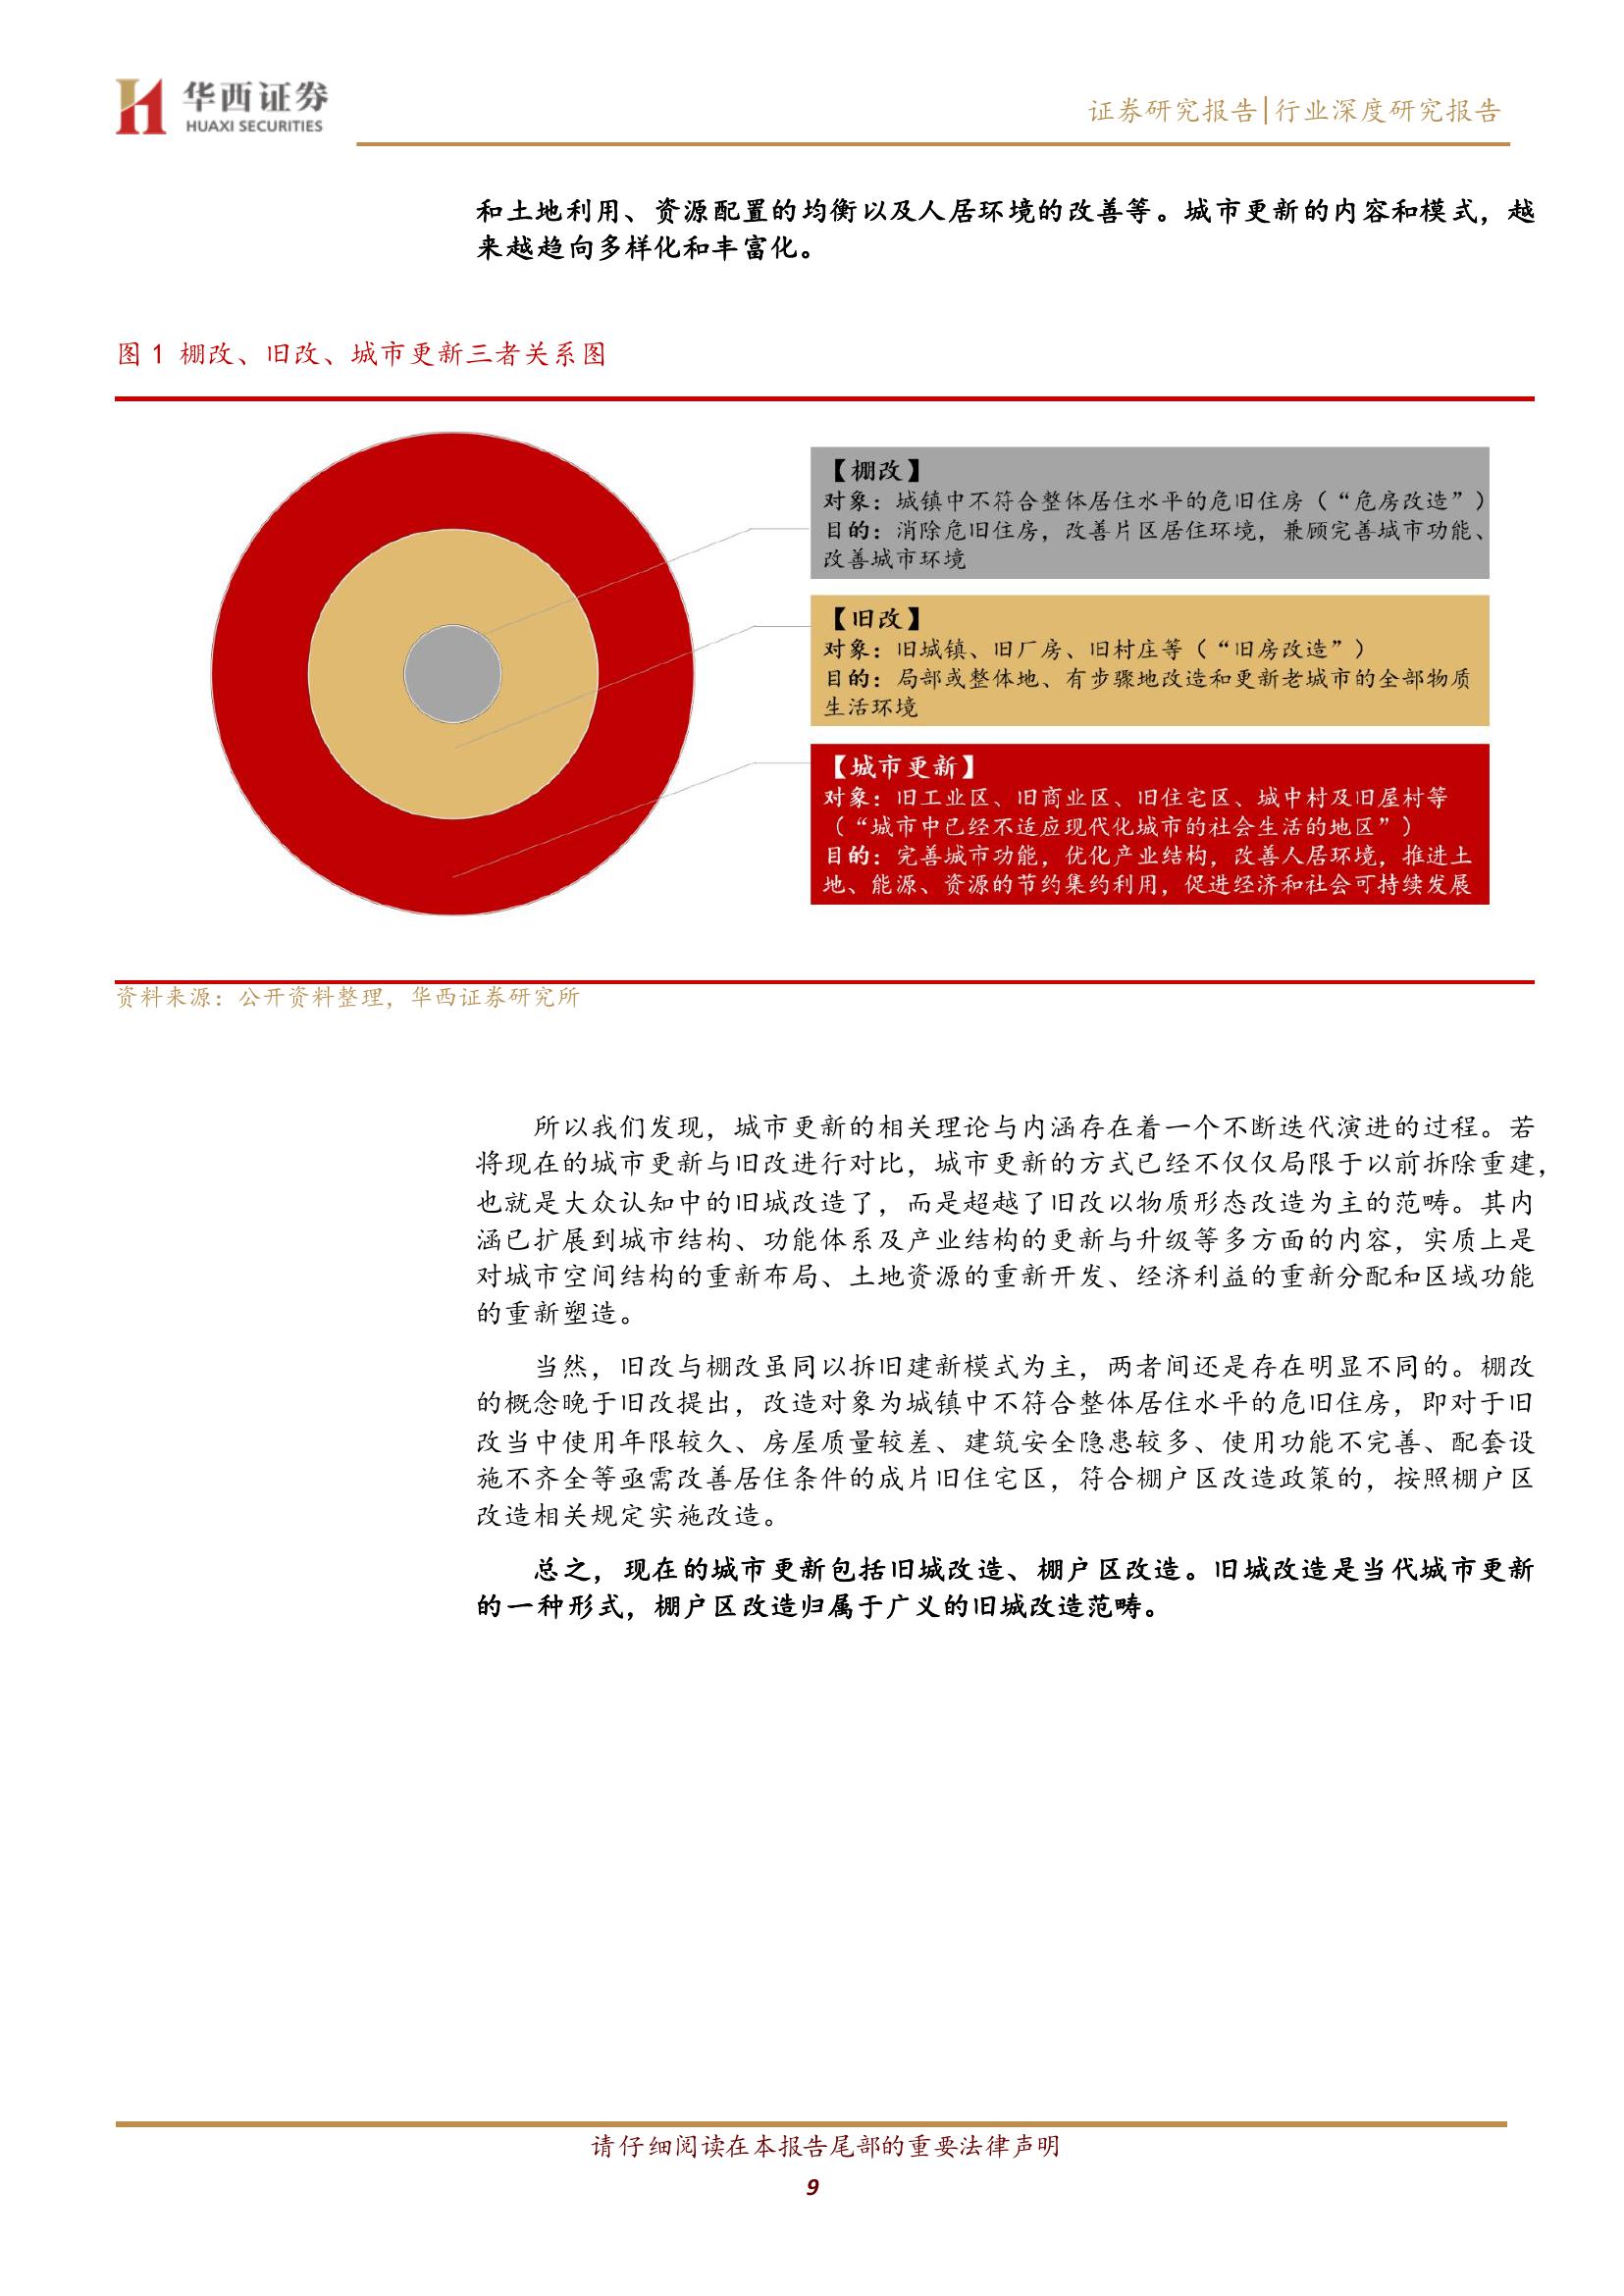 华西证券
HUAXI SECURITIES
证券研究报告|行业深度研究报告
和土地利用、资源配置的均衡以及人居环境的改善等。城市更新的内容和模式，越
来越趋向多样化和丰富化。
图 1 棚改、旧改、城市更新三者关系图
【棚改】
对象：城镇中不符合整体居住水平的危旧住房（“危房改造”）
目的：消除危旧住房，改善片区居住环境，兼顾完善城市功能、
改善城市环境
【旧改】
对象：旧城镇、旧厂房、旧村庄等（“旧房改造”）
目的：局部或整体地、有步骤地改造和更新老城市的全部物质
生活环境
【城市更新】
对象：旧工业区、旧商业区、旧住宅区、城中村及旧屋村等
（“城市中已经不适应现代化城市的社会生活的地区”）
目的：完善城市功能，优化产业结构，改善人居环境，推进土
地、能源、资源的节约集约利用，促进经济和社会可持续发展
资料来源：公开资料整理，华西证券研究所
所以我们发现，城市更新的相关理论与内涵存在着一个不断迭代演进的过程。若
将现在的城市更新与旧改进行对比，城市更新的方式已经不仅仅局限于以前拆除重建，
也就是大众认知中的旧城改造了，而是超越了旧改以物质形态改造为主的范畴。其内
涵已扩展到城市结构、功能体系及产业结构的更新与升级等多方面的内容，实质上是
对城市空间结构的重新布局、土地资源的重新开发、经济利益的重新分配和区域功能
的重新塑造。
当然，旧改与棚改虽同以拆旧建新模式为主，两者间还是存在明显不同的。棚改
的概念晚于旧改提出，改造对象为城镇中不符合整体居住水平的危旧住房，即对于旧
改当中使用年限较久、房屋质量较差、建筑安全隐患较多、使用功能不完善、配套设
施不齐全等亟需改善居住条件的成片旧住宅区，符合棚户区改造政策的，按照棚户区
改造相关规定实施改造。
总之，现在的城市更新包括旧城改造、棚户区改造。旧城改造是当代城市更新
的一种形式，棚户区改造归属于广义的旧城改造范畴。
请仔细阅读在本报告尾部的重要法律声明
9